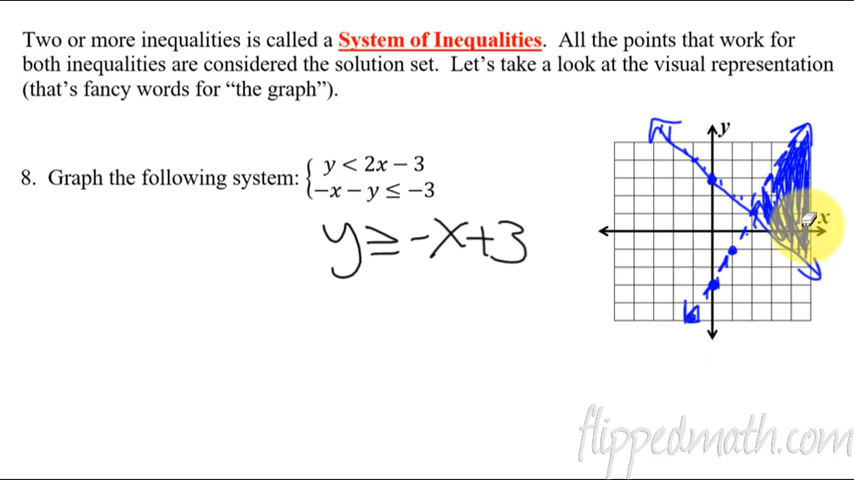 Two or more inequalities is called a System of Inequalities. All the points that work for
both inequalities are considered the solution set. Let’s take a look at the visual representation
(that’s fancy words for “the graph”).
y
8. Graph the following system: { y < 2x − 3
−x − y ≤ −3
x
y ≥ -x+3
flippedmath.com